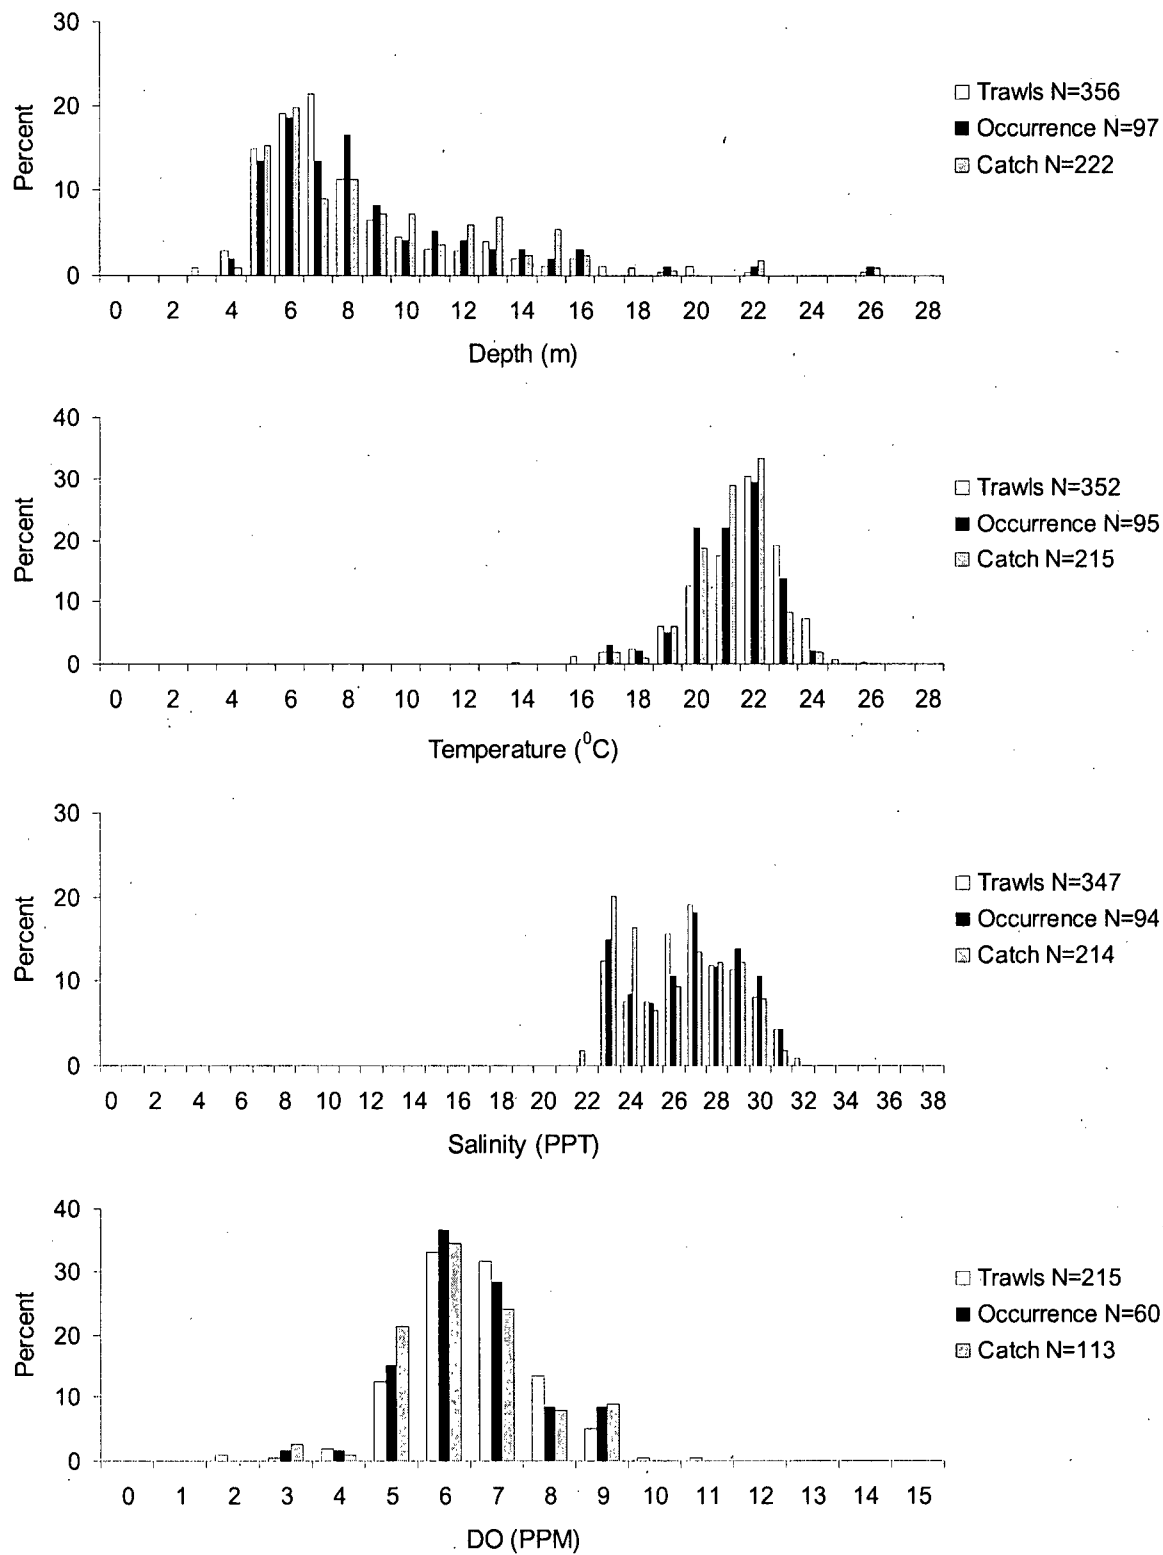 30
20
10
0
Percent
0 2 4 6 8 10 12 14 16 18 20 22 24 26 28
Depth (m)
Trawls N=356
Occurrence N=97
Catch N=222
40
30
20
10
0
Percent
0 2 4 6 8 10 12 14 16 18 20 22 24 26 28
Temperature (⁰C)
Trawls N=352
Occurrence N=95
Catch N=215
30
20
10
0
Percent
0 2 4 6 8 10 12 14 16 18 20 22 24 26 28 30 32 34 36 38
Salinity (PPT)
Trawls N=347
Occurrence N=94
Catch N=214
40
30
20
10
0
Percent
0 1 2 3 4 5 6 7 8 9 10 11 12 13 14 15
DO (PPM)
Trawls N=215
Occurrence N=60
Catch N=113